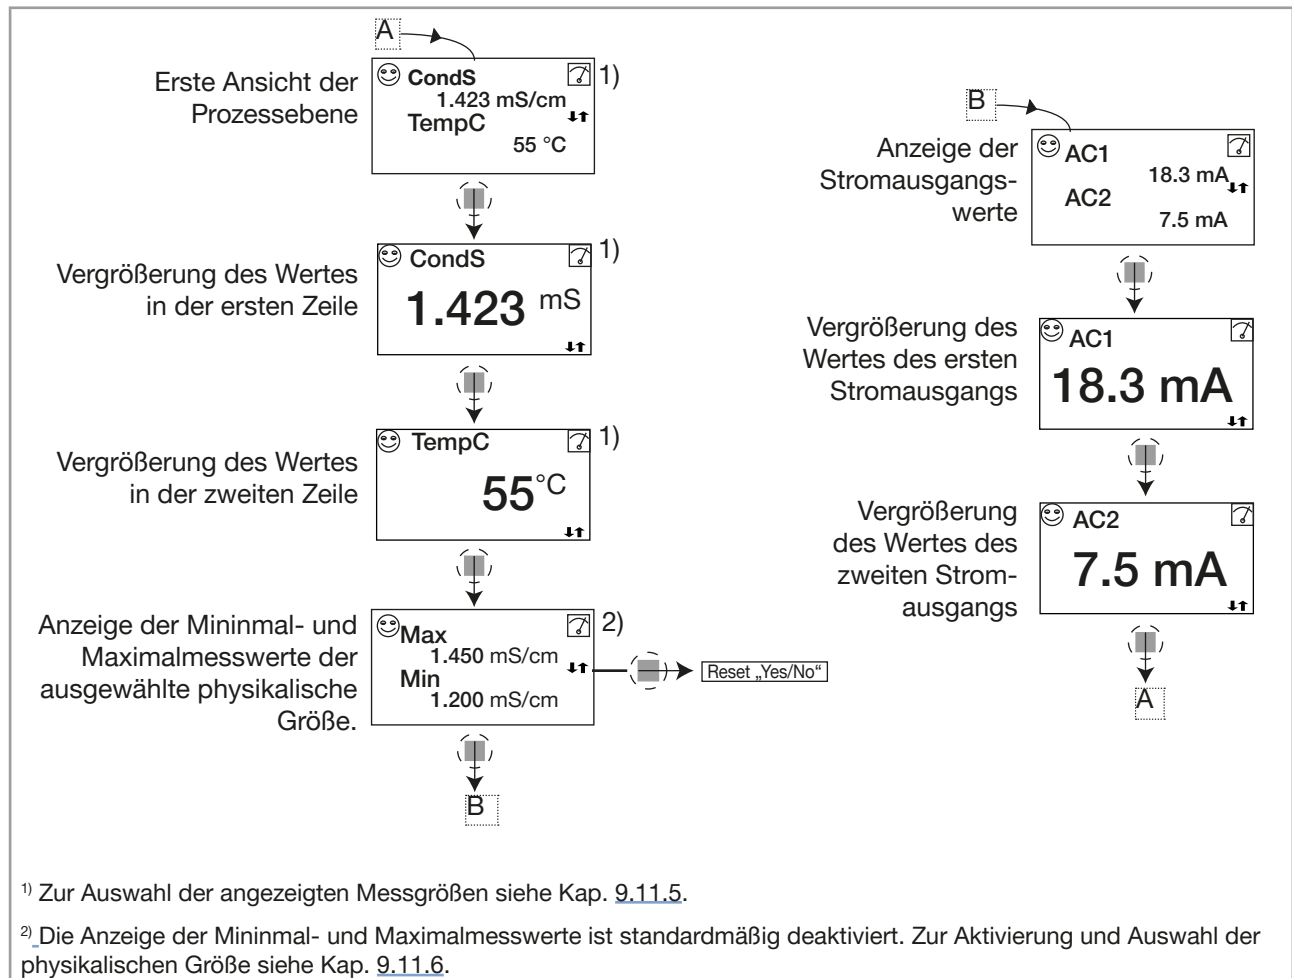 A
Erste Ansicht der
Prozessebene
CondS
1)
1.423 mS/cm
TempC
55 °C
Vergrößerung des Wertes
in der ersten Zeile
CondS
1)
1.423 mS
Vergrößerung des Wertes
in der zweiten Zeile
TempC
1)
55 °C
Anzeige der Mininmal- und
Maximalmesswerte der
ausgewählte physikalische
Größe.
Max
2)
1.450 mS/cm
Min
1.200 mS/cm
Reset „Yes/No“
B
B
Anzeige der
Stromausgangs-
werte
AC1
18.3 mA
AC2
7.5 mA
Vergrößerung des
Wertes des ersten
Stromausgangs
AC1
18.3 mA
Vergrößerung
des Wertes des
zweiten Strom-
ausgangs
AC2
7.5 mA
A
1) Zur Auswahl der angezeigten Messgrößen siehe Kap. 9.11.5.
2) Die Anzeige der Mininmal- und Maximalmesswerte ist standardmäßig deaktiviert. Zur Aktivierung und Auswahl der
physikalischen Größe siehe Kap. 9.11.6.